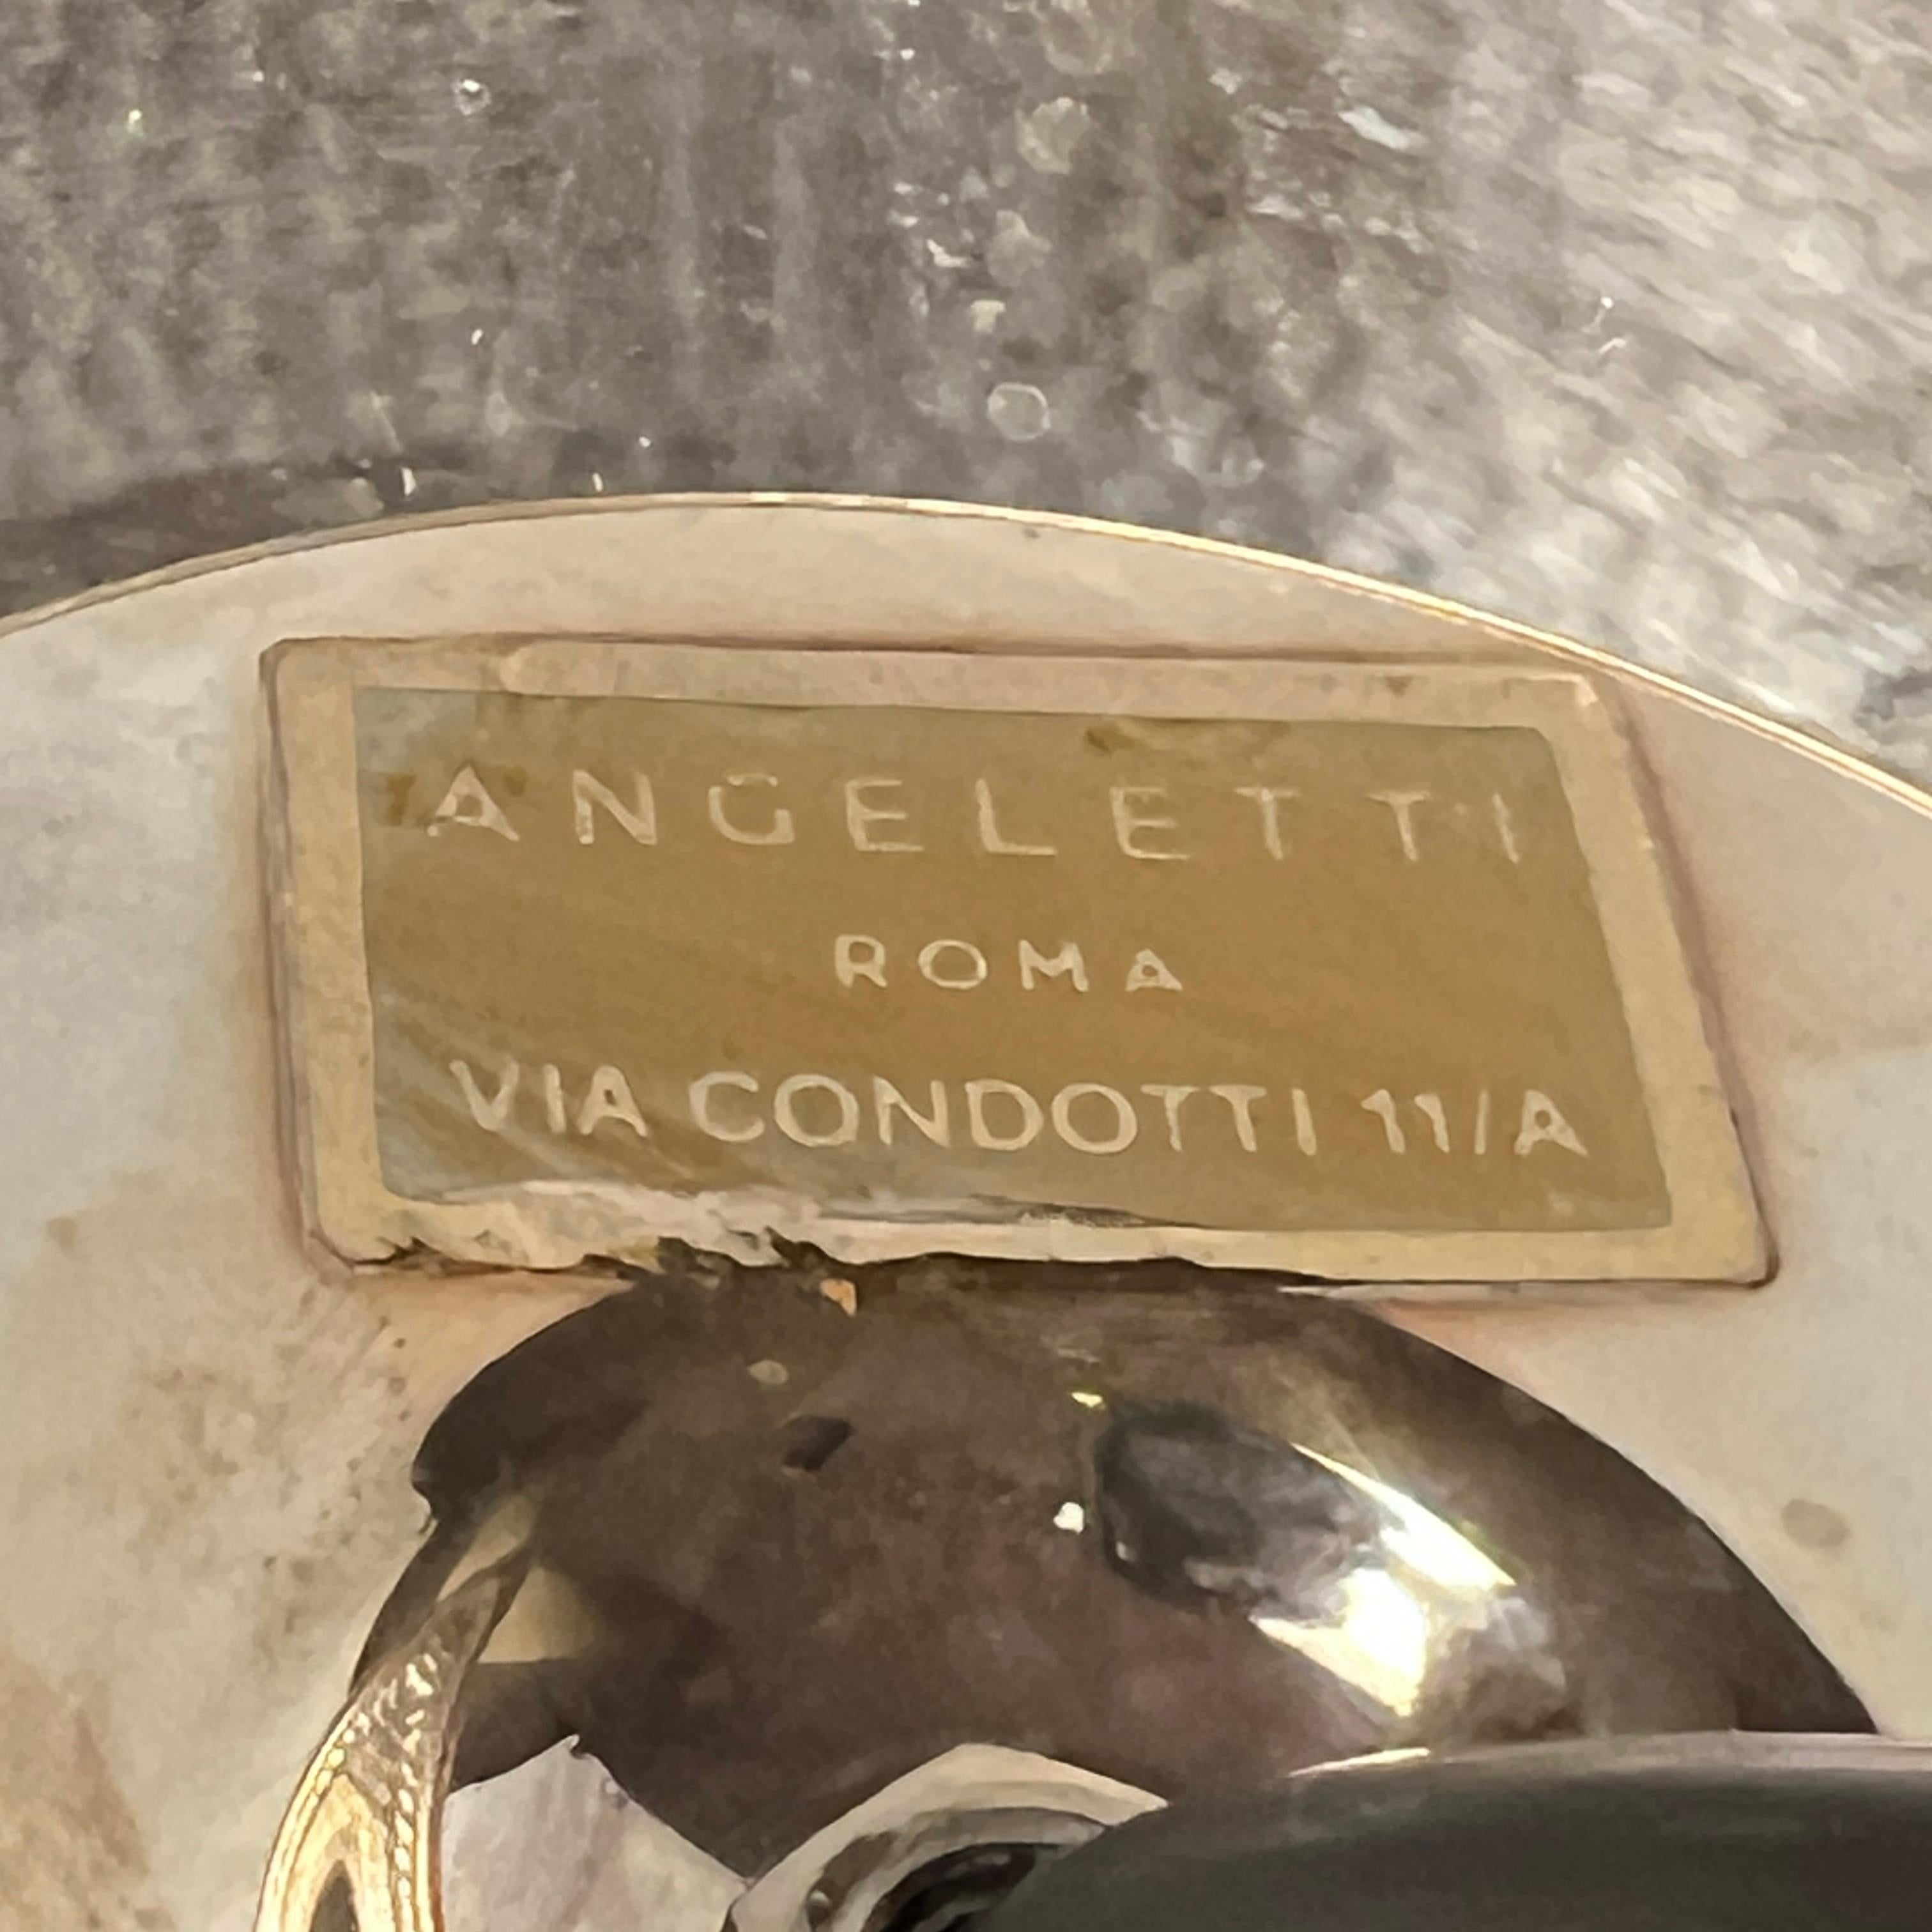 ANGELETTI
ROMA
VIA CONDOTTI 11/A